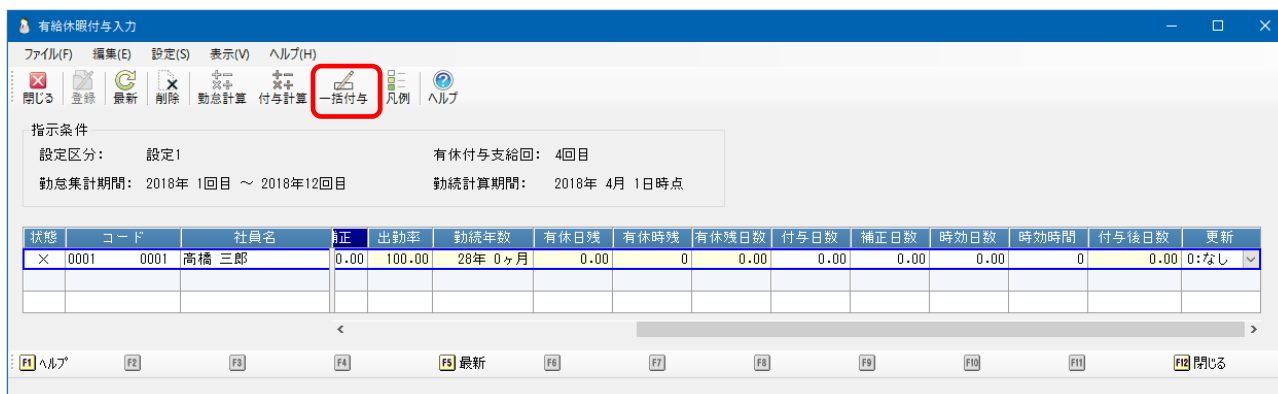 有給休暇付与入力
ファイル(F) 編集(E) 設定(S) 表示(V) ヘルプ(H)
閉じる 登録 最新 削除 勤怠計算 付与計算 一括付与 凡例 ヘルプ
指示条件
設定区分: 設定1 有休付与支給回: 4回目
勤怠集計期間: 2018年 1回目 ～ 2018年12回目 勤続計算期間: 2018年 4月 1日時点
状態 コード 社員名 補正 出勤率 勤続年数 有休日残 有休時残 有休残日数 付与日数 補正日数 時効日数 時効時間 付与後日数 更新
× 0001 0001 高橋 三郎 0.00 100.00 28年 0ヶ月 0.00 0 0.00 0.00 0.00 0.00 0 0.00 0:なし
F1 ヘルプ F2 F3 F4 F5 最新 F6 F7 F8 F9 F10 F11 F12 閉じる